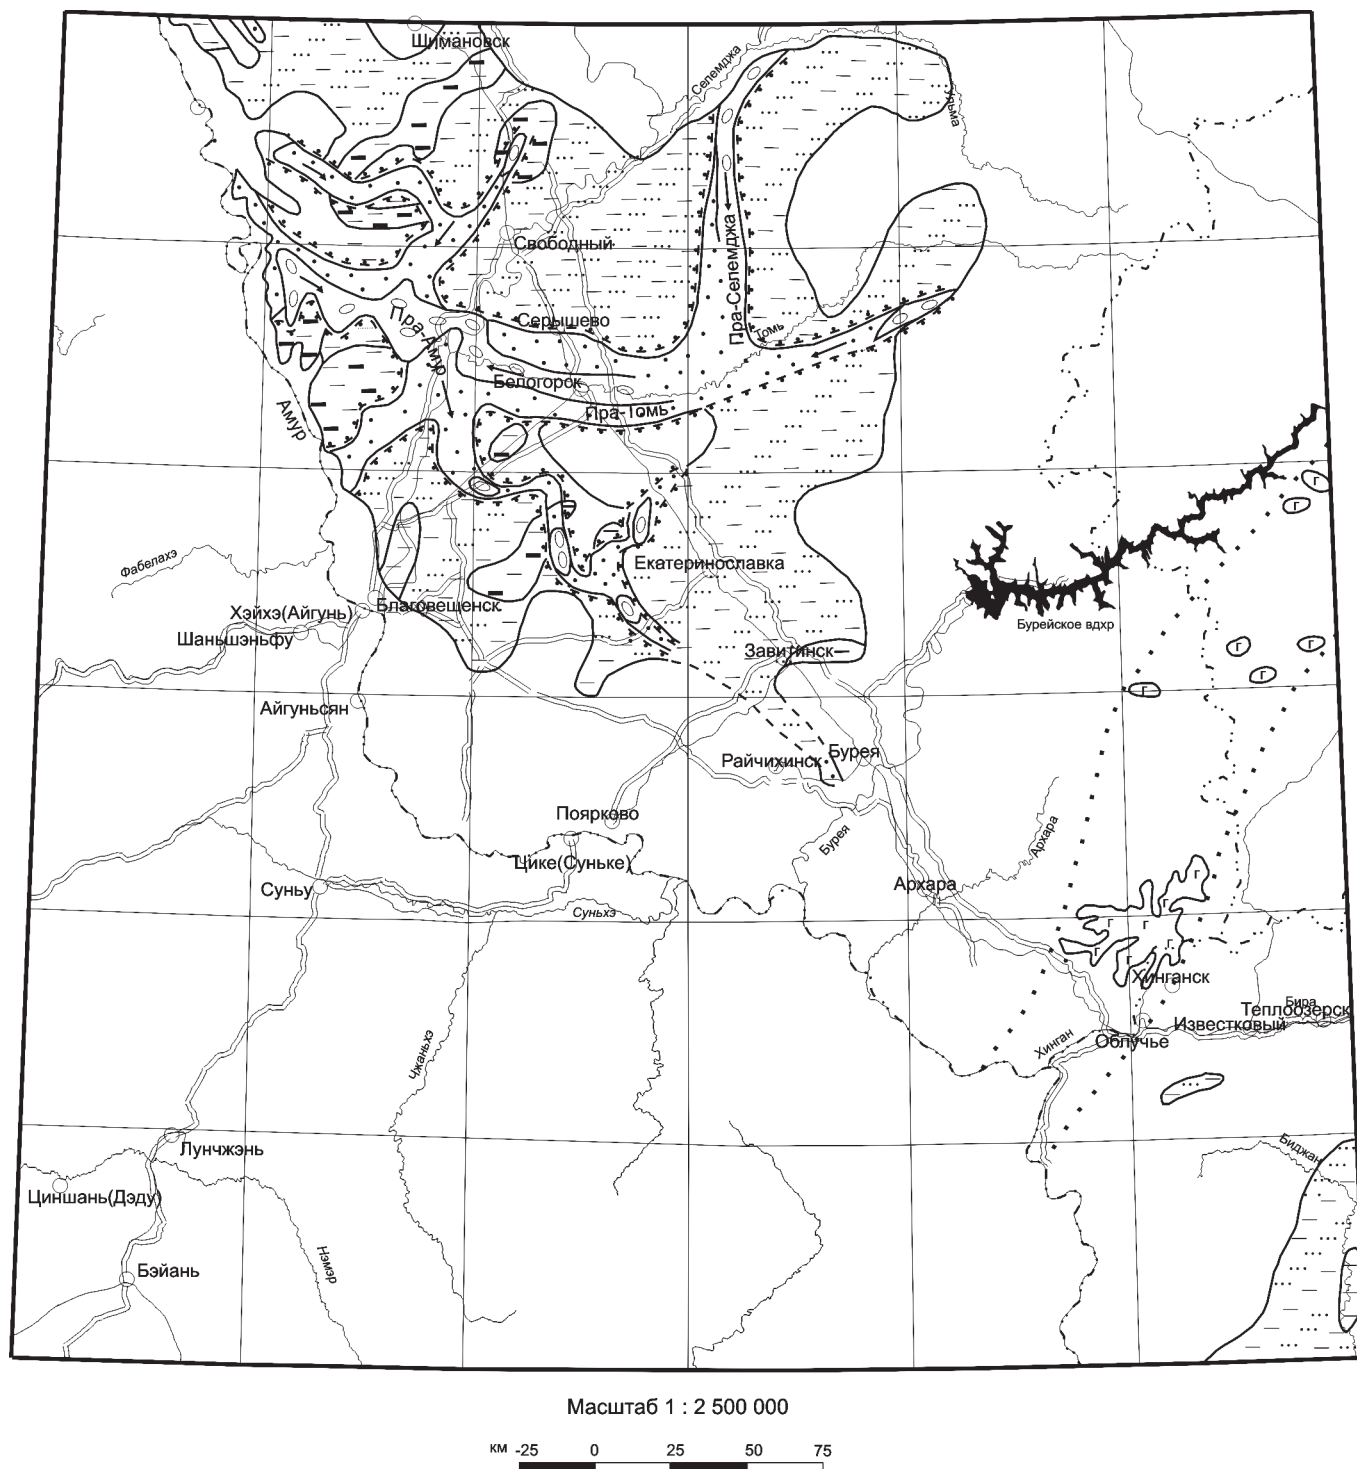 Шимановск
Селемджа
Ульма
Свободный
Пра-Селемджа
Серышево
Пра-Амур
Томь
Белогорск
Пра-Томь
Амур
Екатеринославка
Фабелахэ
Хэйхэ(Айгунь)
Благовещенск
Шаньшэньфу
Бурейское вдхр
Завитинск
Айгуньсян
Райчихинск
Бурея
Поярково
Цике(Суньке)
Бурея
Архара
Суньу
Архара
Суньхэ
г
г
г
г
г
г
г
г
г
г
г
г
Хинганск
Бира
Теплоозерск
Известковый
Облучье
Хинган
Чжаньхэ
Лунчжэнь
Биджан
Циншань(Дэду)
Нэмэр
Бэйань
Масштаб 1 : 2 500 000
км -25 0 25 50 75